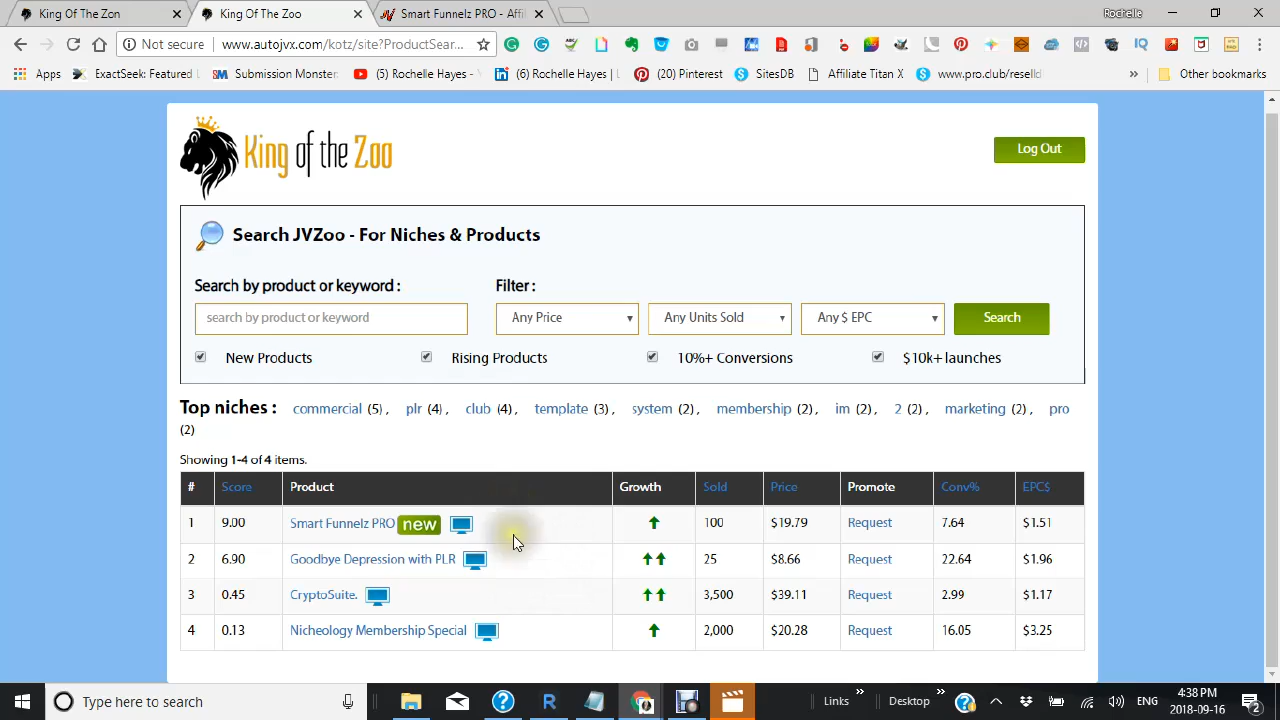 King Of The Zon
King Of The Zoo
Smart Funnelz PRO - Affil
Rochelle
Not secure
www.autojvx.com/kotz/site?ProductSear...
Apps
ExactSeek: Featured L
Submission Monster.
(5) Rochelle Hayes -
(6) Rochelle Hayes | L
(20) Pinterest
SitesDB
Affiliate Titan X
www.pro.club/reselld
»
Other bookmarks
King of the Zoo
Log Out
Search JVZoo - For Niches & Products
Search by product or keyword :
Filter :
search by product or keyword
Any Price
Any Units Sold
Any $ EPC
Search
New Products
Rising Products
10%+ Conversions
$10k+ launches
Top niches : commercial (5) , plr (4) , club (4) , template (3) , system (2) , membership (2) , im (2) , 2 (2) , marketing (2) , pro
(2)
Showing 1-4 of 4 items.
# Score Product Growth Sold Price Promote Conv% EPC$
1 9.00 Smart Funnelz PRO new 100 $19.79 Request 7.64 $1.51
2 6.90 Goodbye Depression with PLR 25 $8.66 Request 22.64 $1.96
3 0.45 CryptoSuite. 3,500 $39.11 Request 2.99 $1.17
4 0.13 Nicheology Membership Special 2,000 $20.28 Request 16.05 $3.25
Type here to search
Links »
Desktop »
ENG
4:38 PM
2018-09-16
2